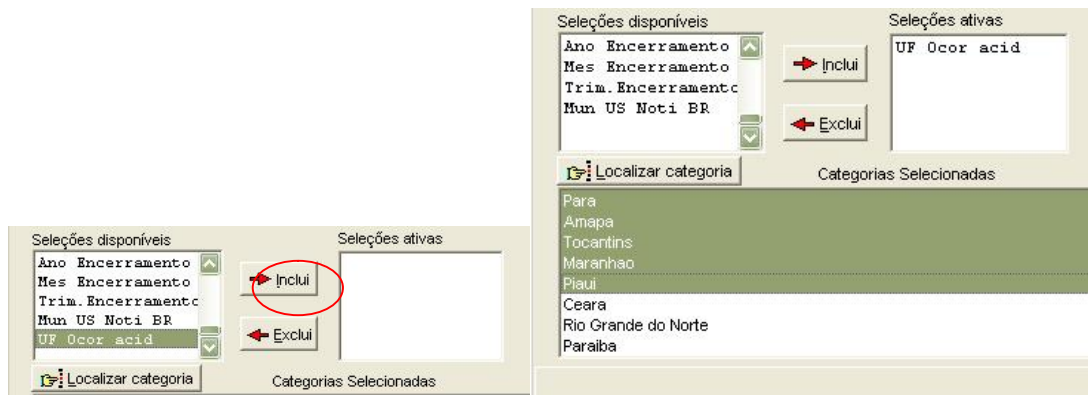 Seleções disponíveis
Seleções ativas
Ano Encerramento
Mes Encerramento
Trim.Encerramento
Mun US Noti BR
UF Ocor acid
Inclui
Exclui
Localizar categoria
Categorias Selecionadas
Seleções disponíveis
Seleções ativas
Ano Encerramento
Mes Encerramento
Trim.Encerramentc
Mun US Noti BR
UF Ocor acid
Inclui
Exclui
Localizar categoria
Categorias Selecionadas
Para
Amapa
Tocantins
Maranhao
Piaui
Ceara
Rio Grande do Norte
Paraiba